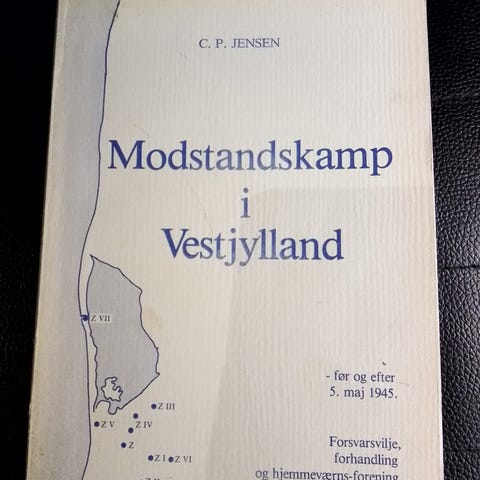 C. P. JENSEN
Modstandskamp
i
Vestjylland
Z VII
- før og efter
5. maj 1945.
Z III
Z V
Z IV
Z
Z I
Z VI
Forsvarsvilje,
forhandling
og hjemmeværns-forening